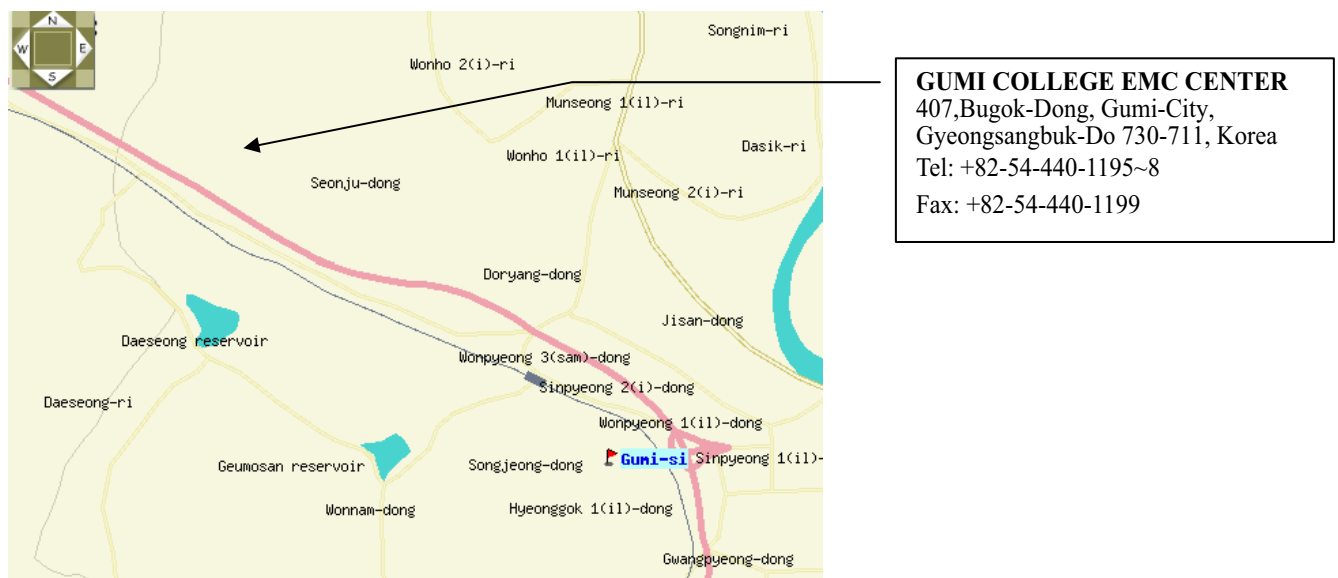 N
W E
S
Songnim-ri
Wonho 2(i)-ri
Munseong 1(il)-ri
Dasik-ri
Wonho 1(il)-ri
Seonju-dong
Munseong 2(i)-ri
Doryang-dong
Jisan-dong
Daeseong reservoir
Wonpyeong 3(sam)-dong
Sinpyeong 2(i)-dong
Daeseong-ri
Wonpyeong 1(il)-dong
Gumi-si
Sinpyeong 1(il)-
Geumosan reservoir
Songjeong-dong
Wonnam-dong
Hyeonggok 1(il)-dong
Gwangpyeong-dong
GUMI COLLEGE EMC CENTER
407,Bugok-Dong, Gumi-City,
Gyeongsangbuk-Do 730-711, Korea
Tel: +82-54-440-1195~8
Fax: +82-54-440-1199